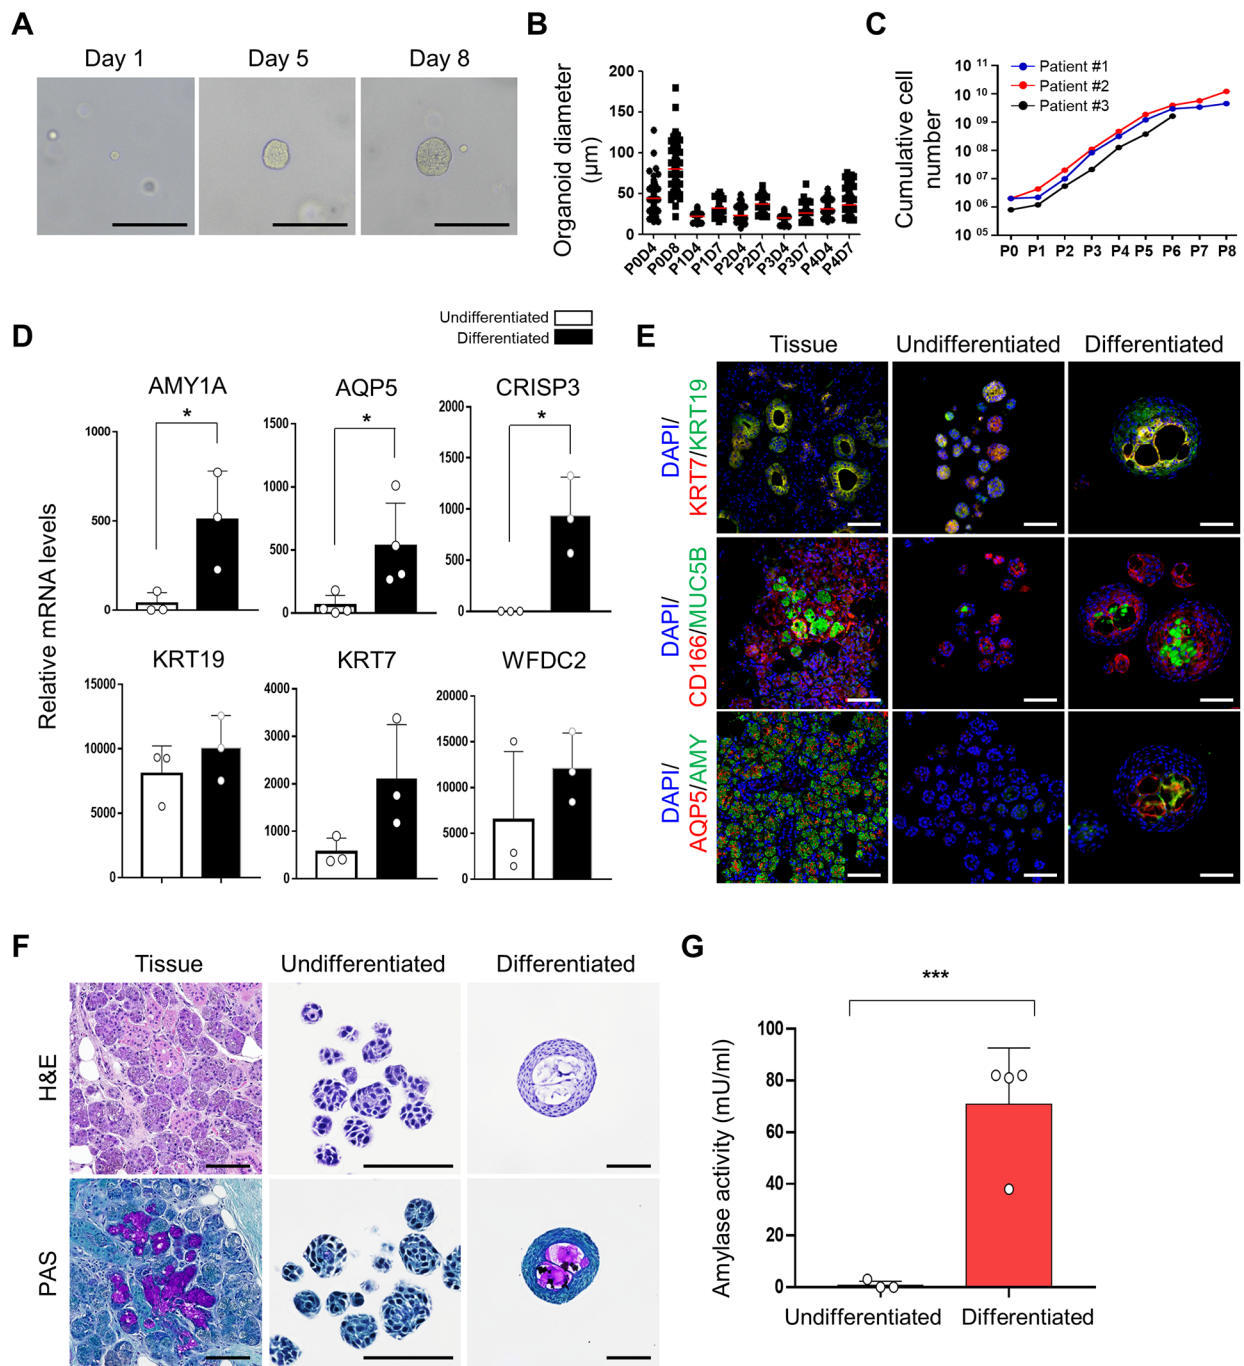 A
Day 1
Day 5
Day 8
B
Organoid diameter
(μm)
200
150
100
50
0
P0D4
P0D8
P1D4
P1D7
P2D4
P2D7
P3D4
P3D7
P4D4
P4D7
C
Cumulative cell
number
10 11
10 10
10 09
10 08
10 07
10 06
10 05
Patient #1
Patient #2
Patient #3
P0 P1 P2 P3 P4 P5 P6 P7 P8
D
Undifferentiated
Differentiated
Relative mRNA levels
AMY1A
*
1000
500
0
AQP5
*
1500
1000
500
0
CRISP3
*
2000
1500
1000
500
0
KRT19
15000
10000
5000
0
KRT7
4000
3000
2000
1000
0
WFDC2
20000
15000
10000
5000
0
E
Tissue
Undifferentiated
Differentiated
DAPI/
KRT7/KRT19
DAPI/
CD166/MUC5B
DAPI/
AQP5/AMY
F
Tissue
Undifferentiated
Differentiated
H&E
PAS
G
***
Amylase activity (mU/ml)
100
80
60
40
20
0
Undifferentiated
Differentiated